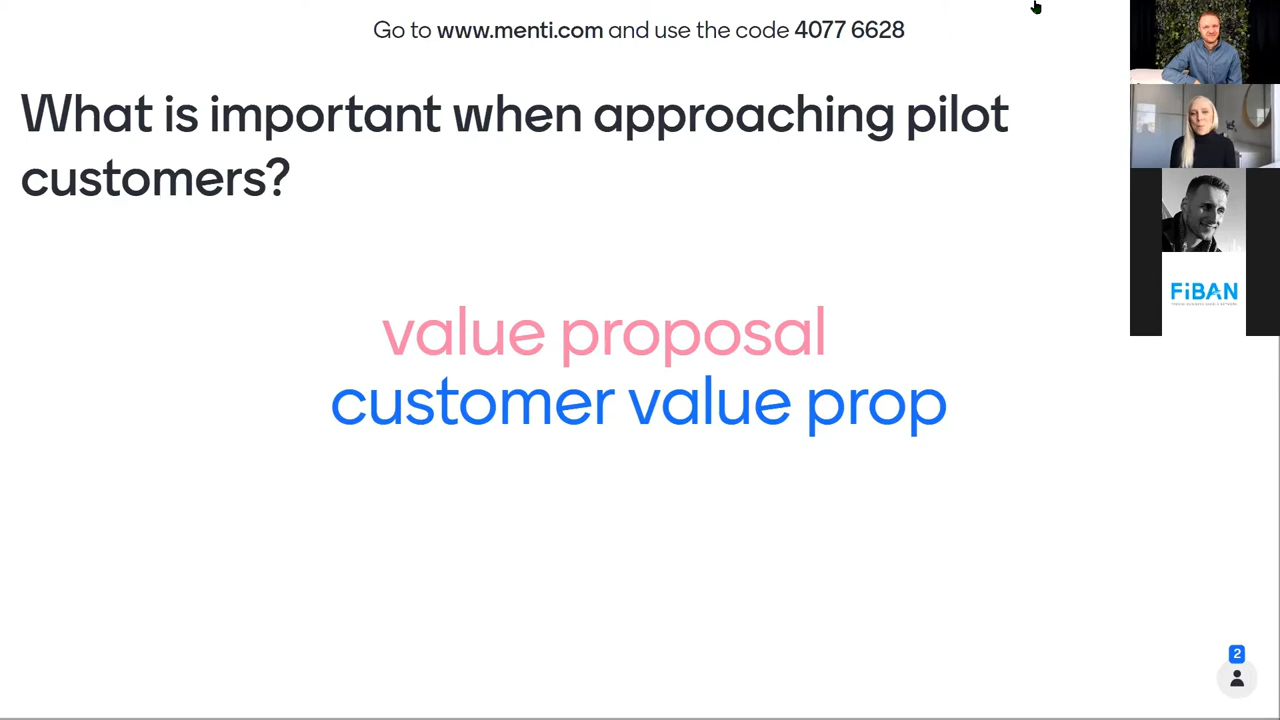 Go to www.menti.com and use the code 4077 6628
What is important when approaching pilot
customers?
value proposal
customer value prop
FiBAN
2